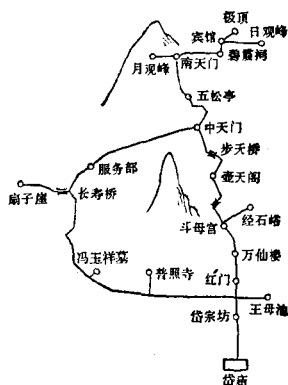 极顶
宾馆
日观峰
月观峰
南天门
碧霞祠
五松亭
中天门
步天桥
服务部
壶天阁
扇子崖
长寿桥
经石峪
斗母宫
万仙楼
冯玉祥墓
普照寺
红门
王母池
岱宗坊
岱庙